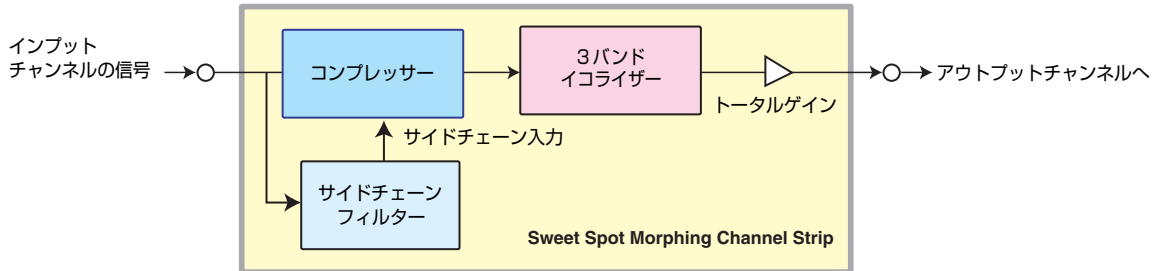 インプット
チャンネルの信号
コンプレッサー
3バンド
イコライザー
トータルゲイン
アウトプットチャンネルへ
サイドチェーン入力
サイドチェーン
フィルター
Sweet Spot Morphing Channel Strip